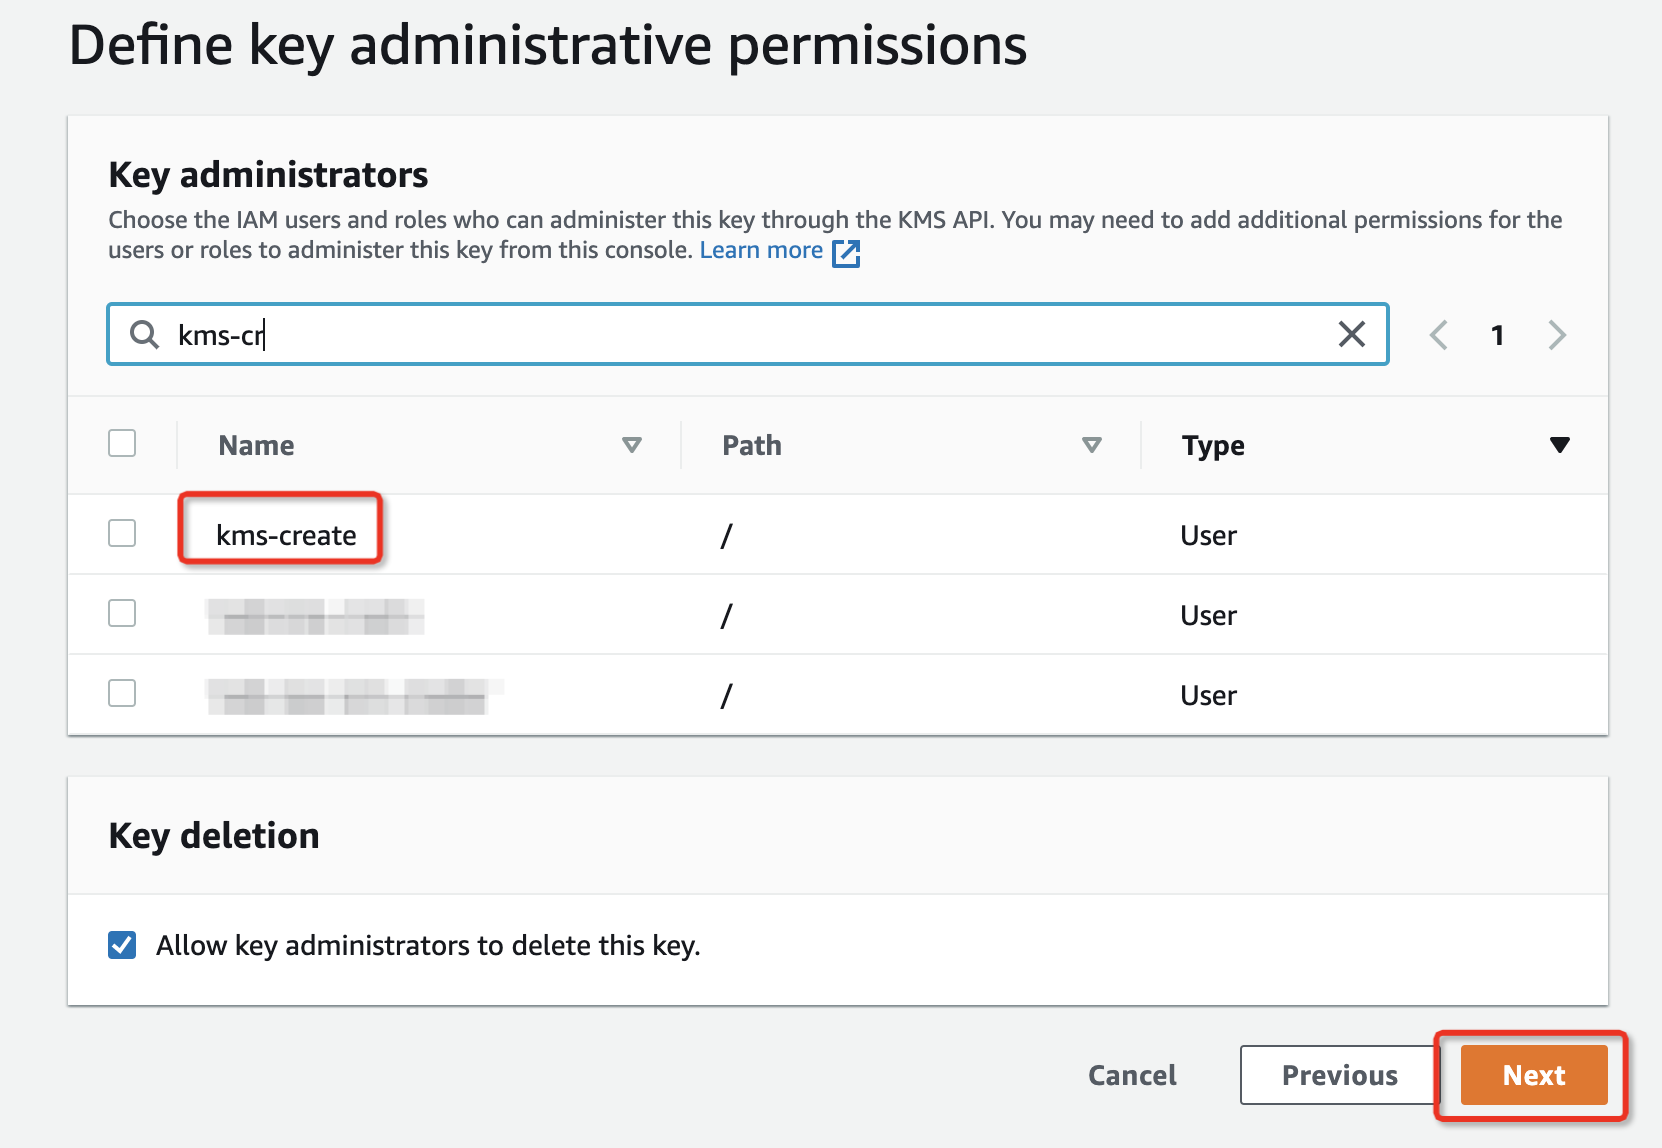 Define key administrative permissions
Key administrators
Choose the IAM users and roles who can administer this key through the KMS API. You may need to add additional permissions for the
users or roles to administer this key from this console. Learn more
kms-cr
1
Name Path Type
kms-create / User
/ User
/ User
Key deletion
Allow key administrators to delete this key.
Cancel Previous Next